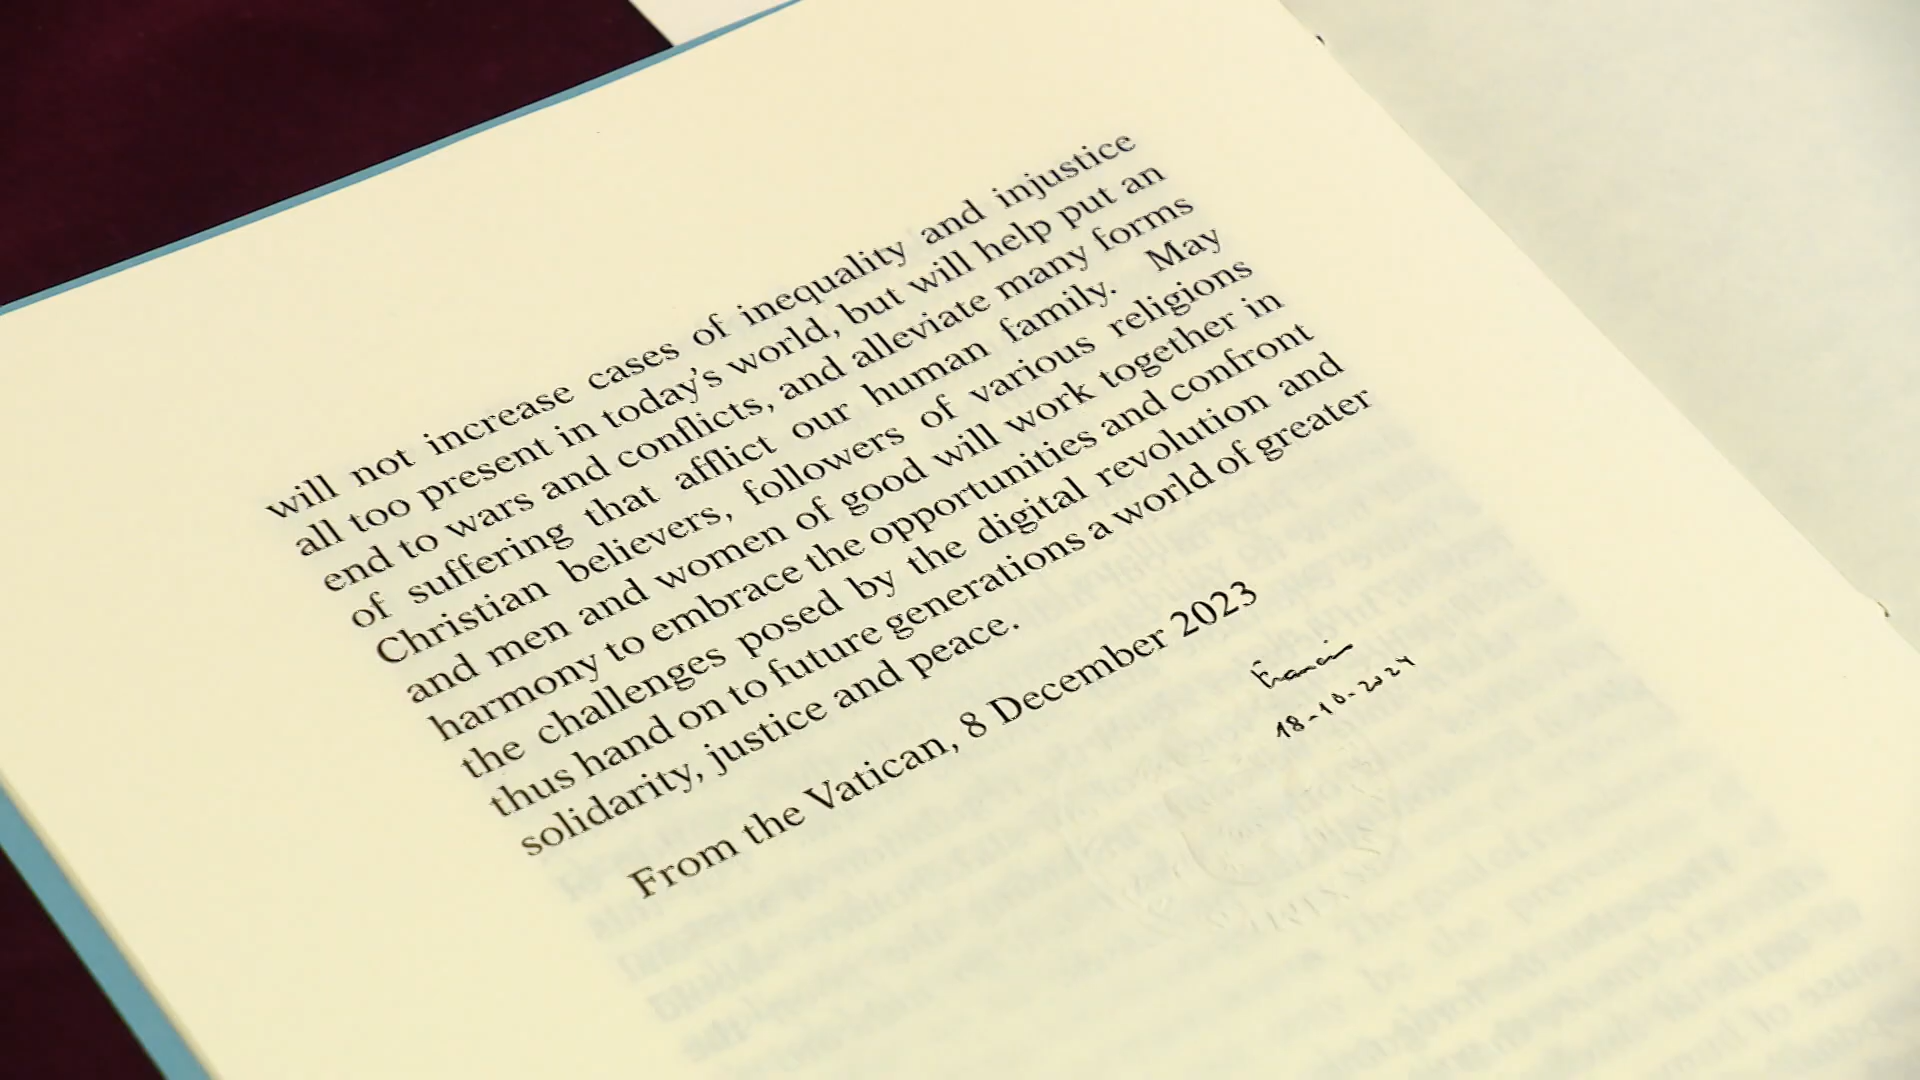 will not increase cases of inequality and injustice
all too present in today's world, but will help put an
end to wars and conflicts, and alleviate many forms
of suffering that afflict our human family. May
Christian believers, followers of various religions
and men and women of good will work together in
harmony to embrace the opportunities and confront
the challenges posed by the digital revolution and
thus hand on to future generations a world of greater
solidarity, justice and peace.
From the Vatican, 8 December 2023
18-10-2024